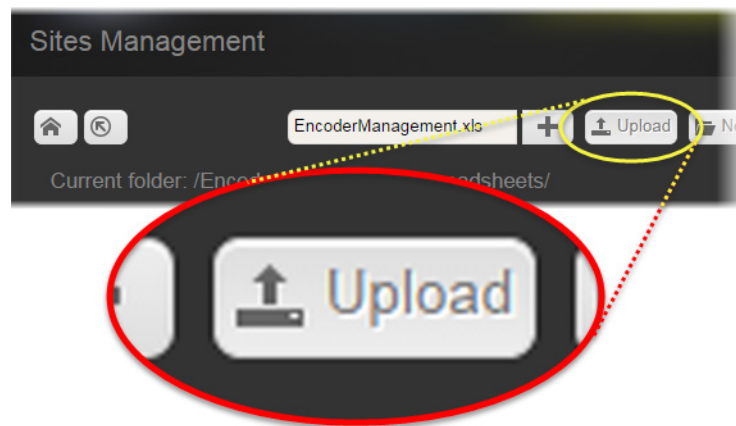 Sites Management
EncoderManagement.xls
Upload
Current folder: /Encod
adsheets/
Upload